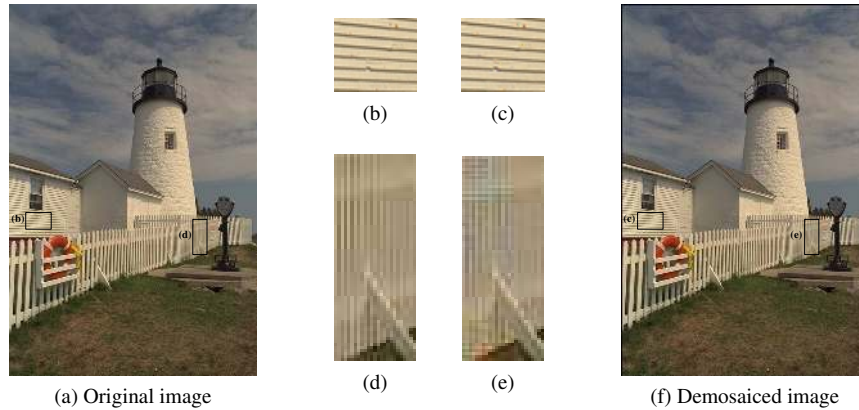 (b) (c)
(b)
(d)
(c)
(e)
(d) (e)
(a) Original image
(f) Demosaiced image